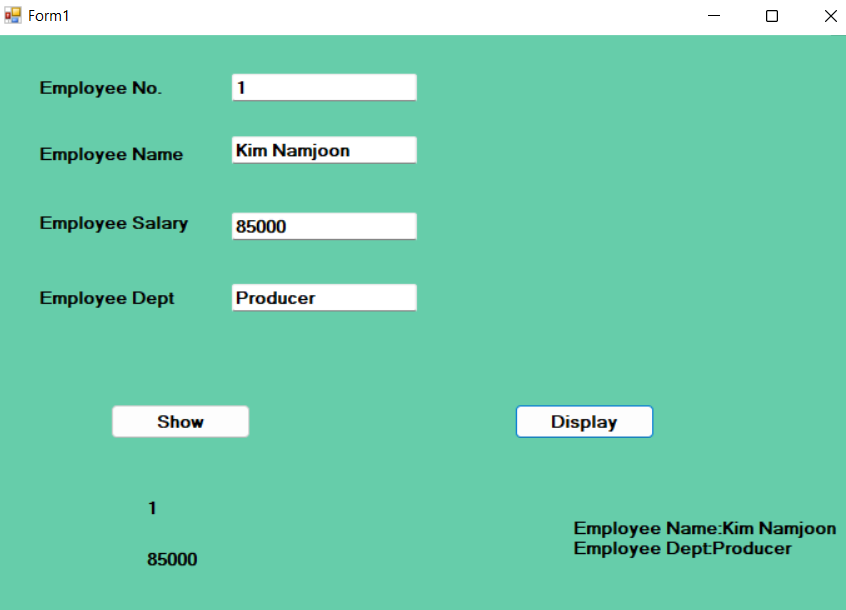 Form1
Employee No. 1
Employee Name Kim Namjoon
Employee Salary 85000
Employee Dept Producer
Show Display
1
85000
Employee Name:Kim Namjoon
Employee Dept:Producer